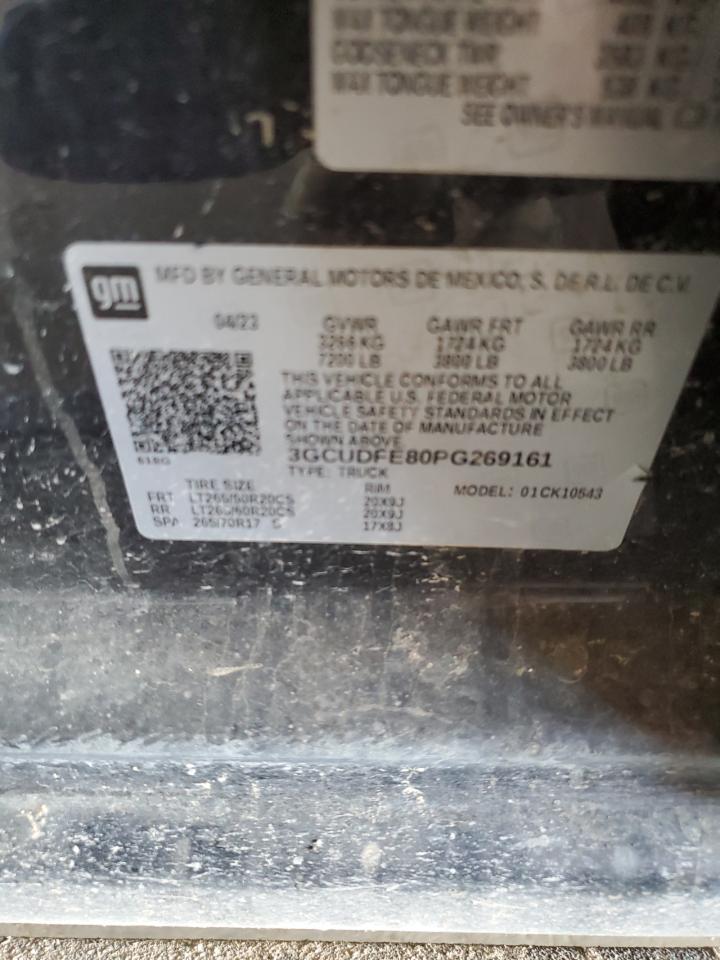 MAX TONGUE WEIGHT
GOOSENECK TWR
MAX TONGUE WEIGHT KG
SEE OWNER'S MANUAL
gm
MFD BY GENERAL MOTORS DE MEXICO, S. DE R.L. DE C.V.
04/23 GVWR GAWR FRT GAWR RR
3266 KG 1724 KG 1724 KG
7200 LB 3800 LB 3800 LB
THIS VEHICLE CONFORMS TO ALL
APPLICABLE U.S. FEDERAL MOTOR
VEHICLE SAFETY STANDARDS IN EFFECT
ON THE DATE OF MANUFACTURE
SHOWN ABOVE.
3GCUDFE80PG269161
TYPE: TRUCK
TIRE SIZE RIM MODEL: 01CK10543
FRT LT265/60R20CS 20X9J
RR LT265/60R20CS 20X9J
SPA 265/70R17 S 17X8J